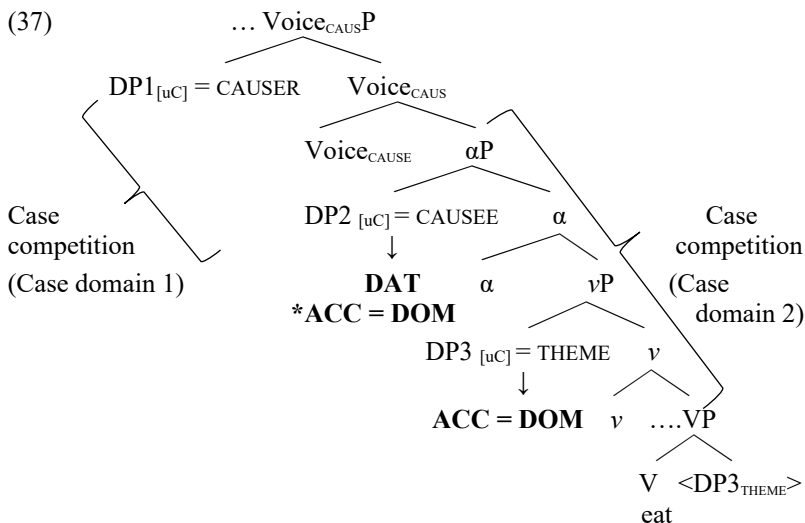 (37) … Voice_CAUS P
DP1 [uC] = CAUSER Voice_CAUS
Voice_CAUSE αP
Case DP2 [uC] = CAUSEE α Case
competition ↓ competition
(Case domain 1) DAT α vP (Case
*ACC = DOM domain 2)
DP3 [uC] = THEME v
↓
ACC = DOM v ….VP
V <DP3_THEME>
eat